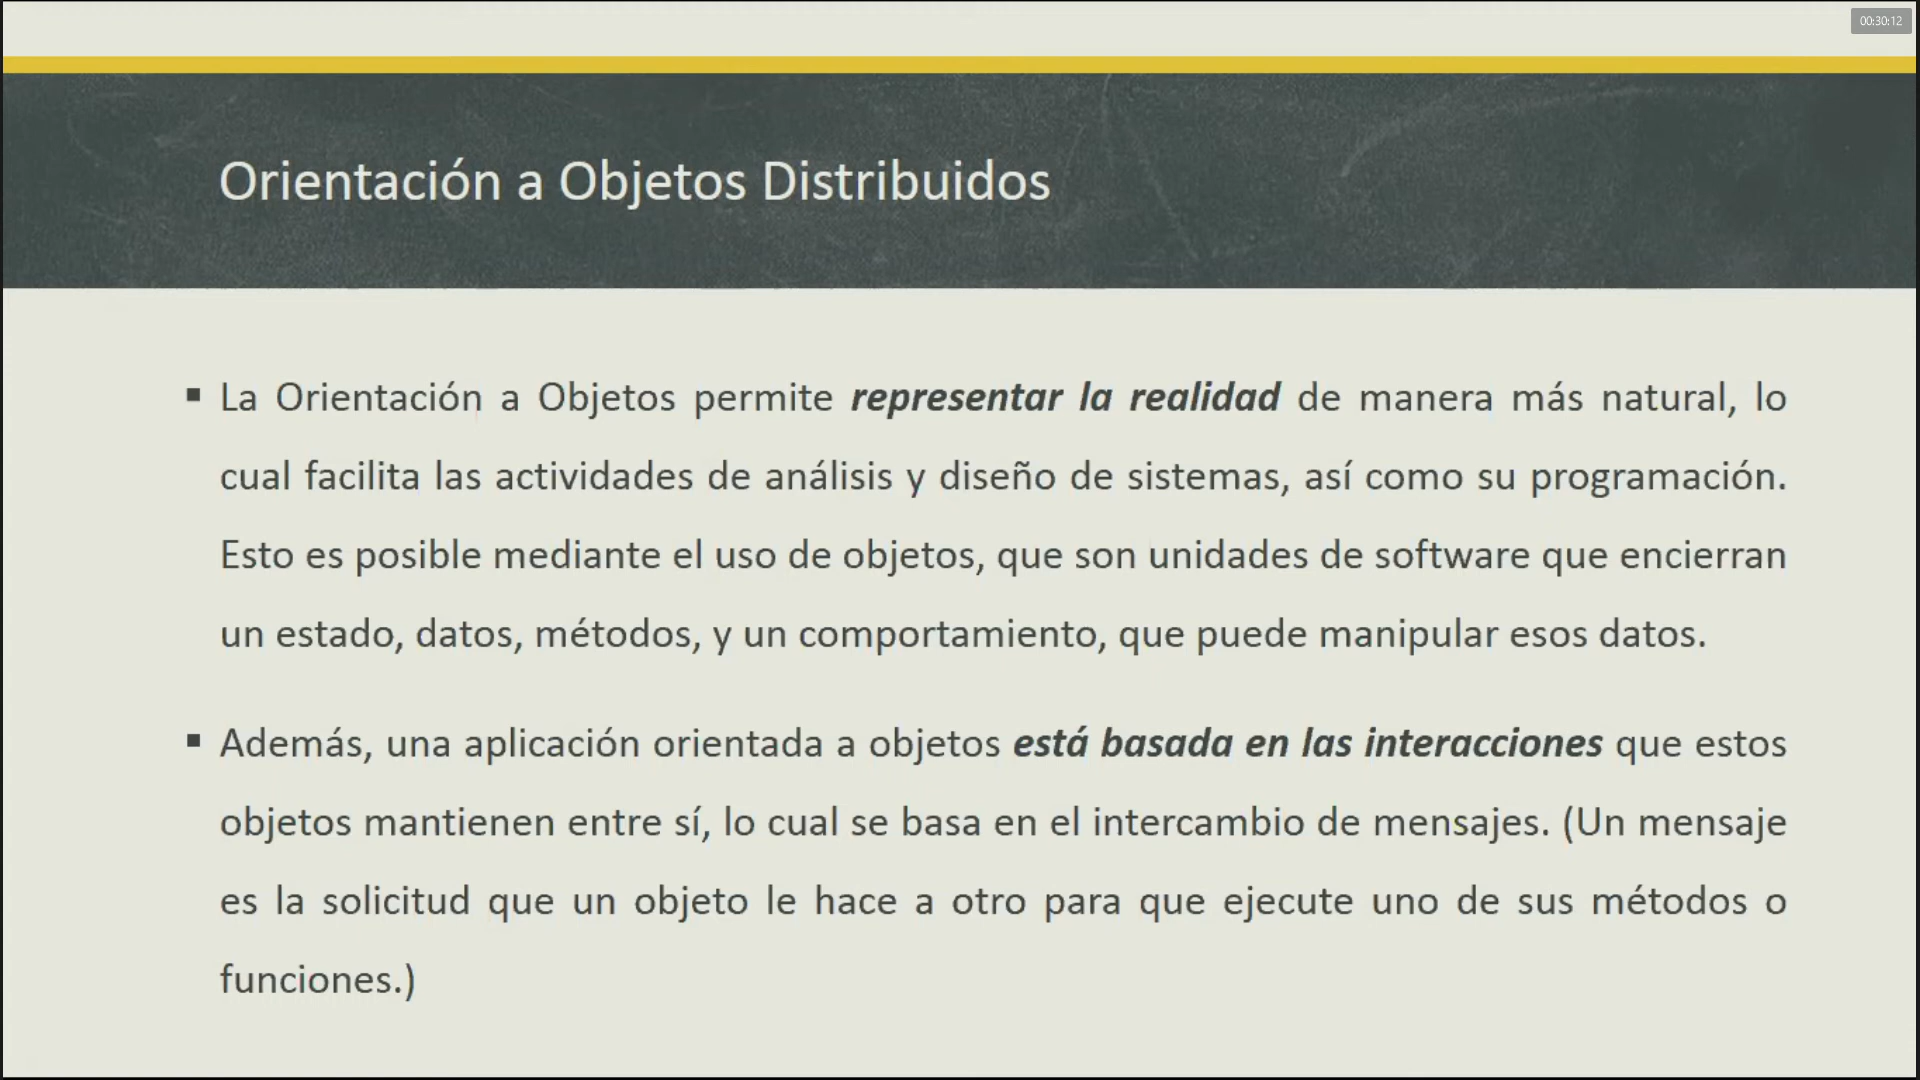 00:30:12
Orientación a Objetos Distribuidos
▪ La Orientación a Objetos permite representar la realidad de manera más natural, lo
cual facilita las actividades de análisis y diseño de sistemas, así como su programación.
Esto es posible mediante el uso de objetos, que son unidades de software que encierran
un estado, datos, métodos, y un comportamiento, que puede manipular esos datos.
▪ Además, una aplicación orientada a objetos está basada en las interacciones que estos
objetos mantienen entre sí, lo cual se basa en el intercambio de mensajes. (Un mensaje
es la solicitud que un objeto le hace a otro para que ejecute uno de sus métodos o
funciones.)